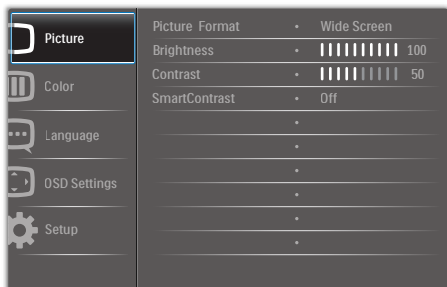 Picture
Color
Language
OSD Settings
Setup
Picture Format • Wide Screen
Brightness • 100
Contrast • 50
SmartContrast • Off
•
•
•
•
•
•